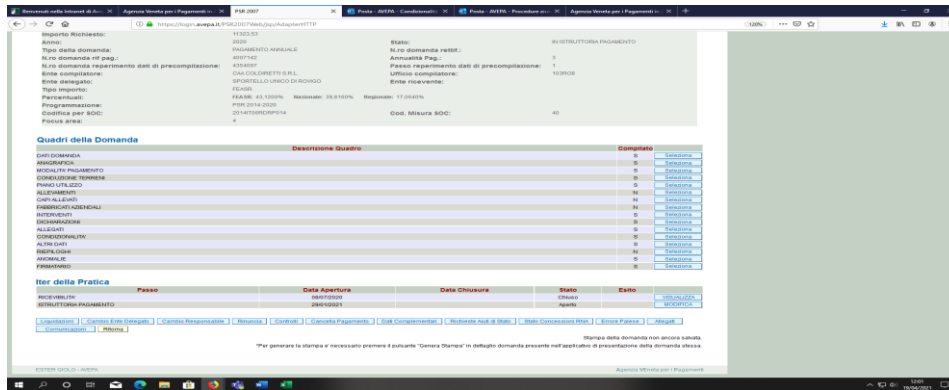 Benvenuti nella Intranet di Av
Agenzia Veneta per i Pagamenti in
PSR 2007
Posta - AVEPA - Condizionalità
Posta - AVEPA - Procedure
Agenzia Veneta per i Pagamenti in
https://login.avepa.it/PSR2007Web/jsp/AdapterHTTP
120%
Importo Richiesto: 11323.53
Anno: 2020 Stato: IN ISTRUTTORIA PAGAMENTO
Tipo della domanda: PAGAMENTO ANNUALE N.ro domanda rettif.:
N.ro domanda rif pag.: 4007142 Annualità Pag.: 5
N.ro domanda reperimento dati di precompilazione: 4354097 Passo reperimento dati di precompilazione: 1
Ente compilatore: CAA COLDIRETTI S.R.L. Ufficio compilatore: 103RO8
Ente delegato: SPORTELLO UNICO DI ROVIGO Ente ricevente:
Tipo importo: FEASR
Percentuali: FEASR: 43,1200% Nazionale: 39,8160% Regionale: 17,0640%
Programmazione: PSR 2014-2020
Codifica per SOC: 2014IT06RDRP014 Cod. Misura SOC: 40
Focus area: 4
Quadri della Domanda
Descrizione Quadro Compilato
DATI DOMANDA S Seleziona
ANAGRAFICA S Seleziona
MODALITA' PAGAMENTO S Seleziona
CONDUZIONE TERRENI S Seleziona
PIANO UTILIZZO S Seleziona
ALLEVAMENTI N Seleziona
CAPI ALLEVATI N Seleziona
FABBRICATI AZIENDALI N Seleziona
INTERVENTI S Seleziona
DICHIARAZIONI S Seleziona
ALLEGATI S Seleziona
CONDIZIONALITA' S Seleziona
ALTRI DATI S Seleziona
RIEPILOGHI N Seleziona
ANOMALIE S Seleziona
FIRMATARIO S Seleziona
Iter della Pratica
Passo Data Apertura Data Chiusura Stato Esito
RICEVIBILITA' 08/07/2020 Chiuso VISUALIZZA
ISTRUTTORIA PAGAMENTO 29/01/2021 Aperto MODIFICA
Liquidazioni Cambio Ente Delegato Cambio Responsabile Rinuncia Controlli Cancella Pagamento Dati Complementari Richieste Aiuti di Stato Stato Concessioni RNA Errore Palese Allegati
Comunicazioni Ritorna
Stampa della domanda non ancora salvata.
*Per generare la stampa e' necessario premere il pulsante "Genera Stampa" in dettaglio domanda presente nell'applicativo di presentazione della domanda stessa.
ESTER GIOLO - AVEPA Agenzia VEneta per i Pagamenti
12:01
19/04/2021